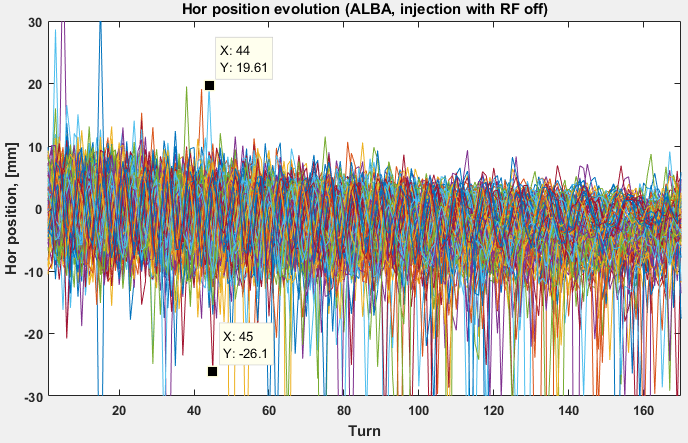 Hor position evolution (ALBA, injection with RF off)
30
20
10
0
-10
-20
-30
Hor position, [mm]
X: 44
Y: 19.61
X: 45
Y: -26.1
20
40
60
80
100
120
140
160
Turn